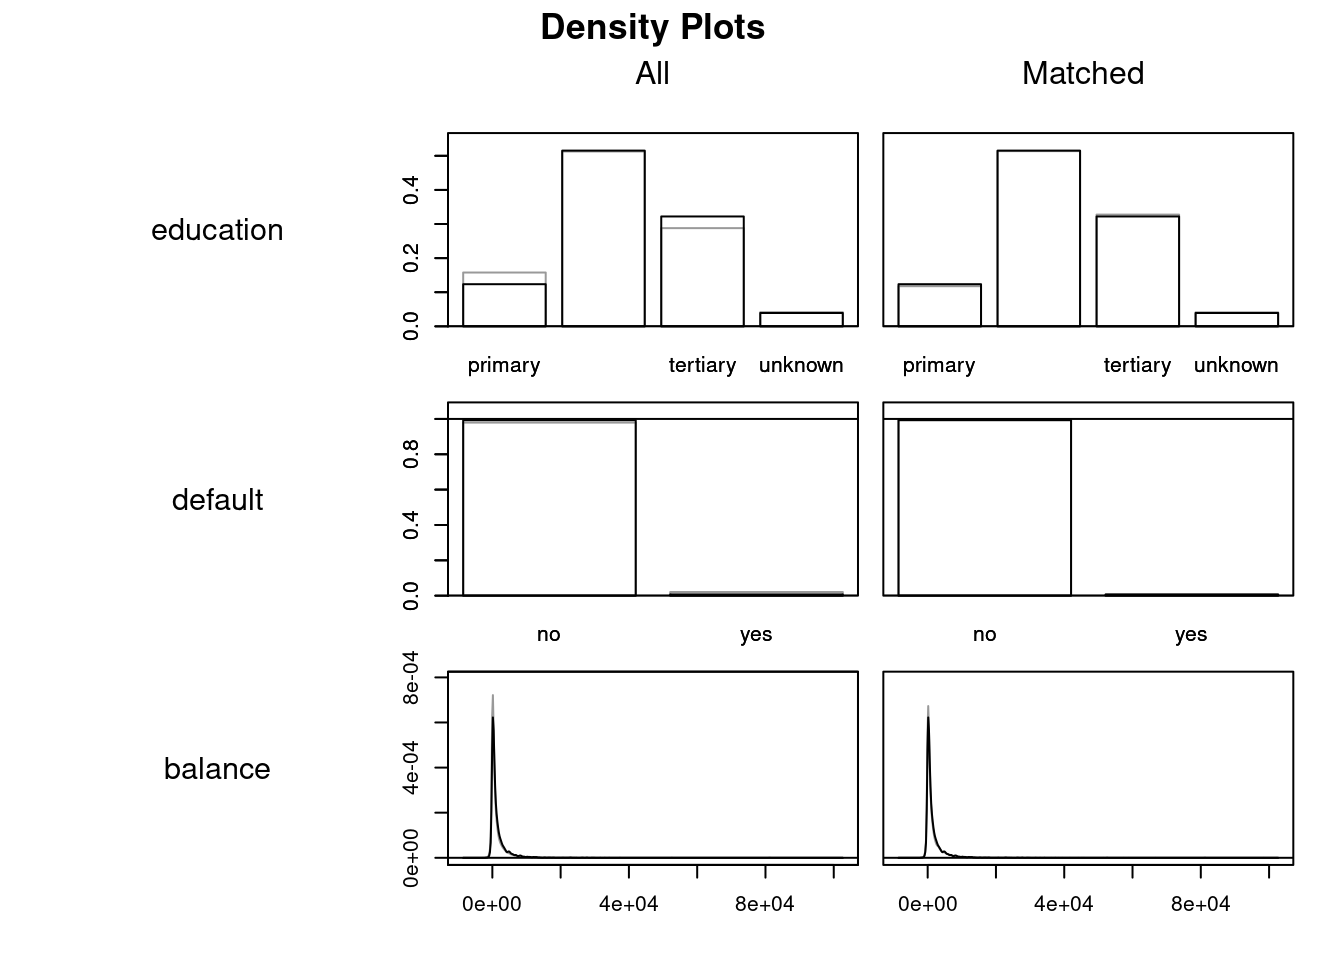 Density Plots
All Matched
education
0.0 0.2 0.4
primary tertiary unknown primary tertiary unknown
default
0.0 0.4 0.8
no yes no yes
balance
0e+00 4e-04 8e-04
0e+00 4e+04 8e+04 0e+00 4e+04 8e+04